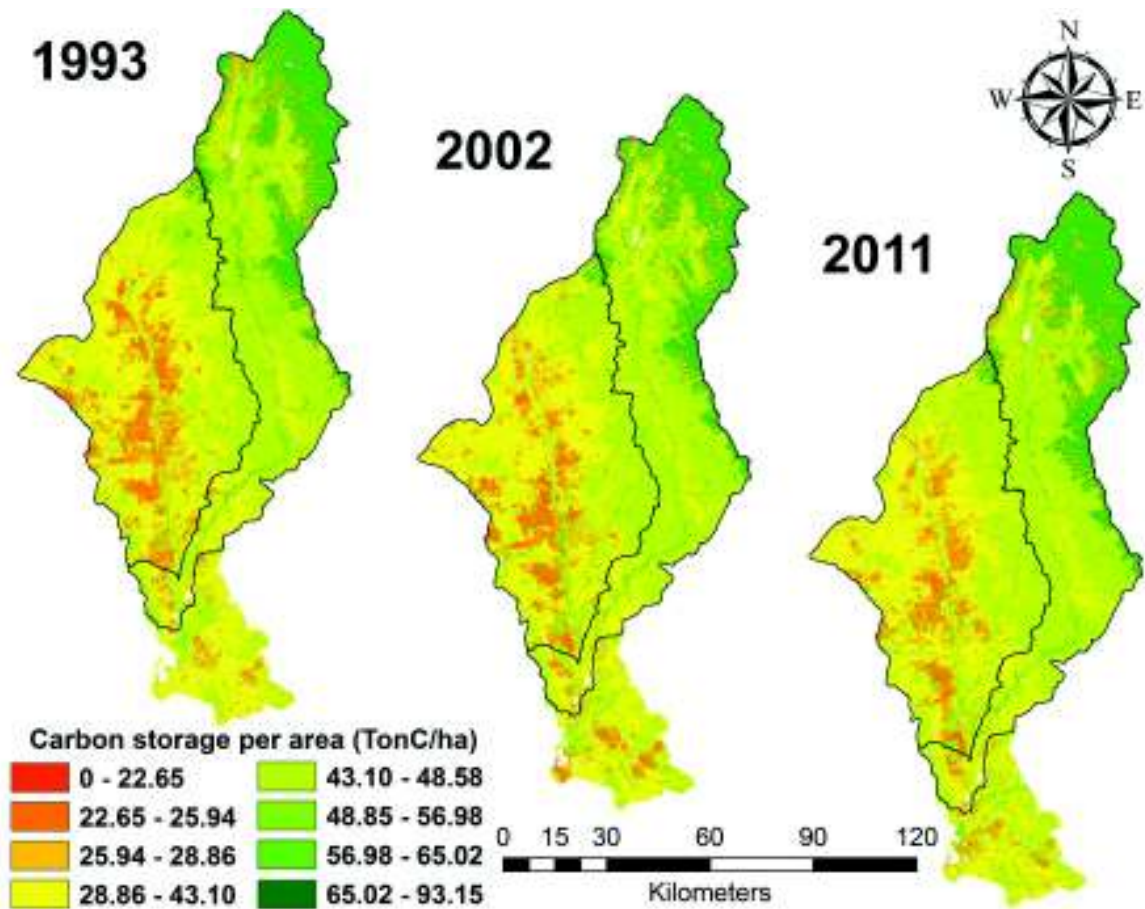 1993
N
W E
S
2002
2011
Carbon storage per area (TonC/ha)
0 - 22.65
22.65 - 25.94
25.94 - 28.86
28.86 - 43.10
43.10 - 48.58
48.85 - 56.98
56.98 - 65.02
65.02 - 93.15
0 15 30 60 90 120
Kilometers